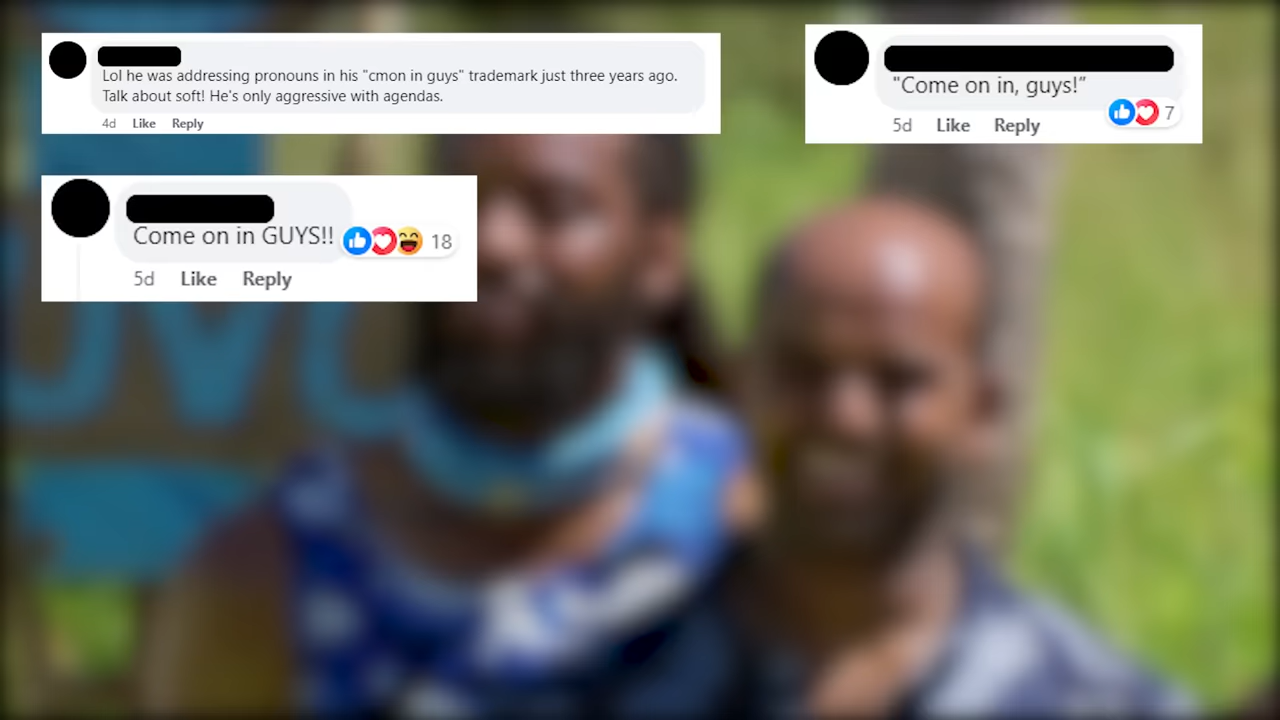 Lol he was addressing pronouns in his "cmon in guys" trademark just three years ago.
Talk about soft! He's only aggressive with agendas.
4d Like Reply
"Come on in, guys!”
7
5d Like Reply
Come on in GUYS!!
18
5d Like Reply